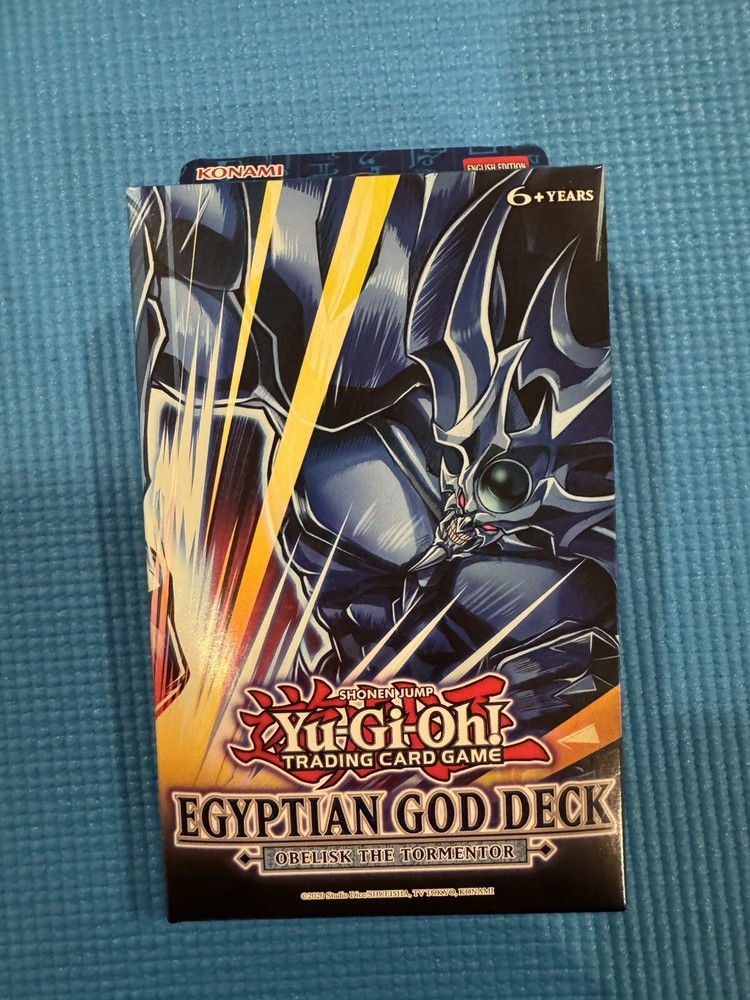 KONAMI
ENGLISH EDITION
6+YEARS
SHONEN JUMP
Yu-Gi-Oh!
TRADING CARD GAME
EGYPTIAN GOD DECK
OBELISK THE TORMENTOR
©2020 Studio Dice/SHUEISHA, TV TOKYO, KONAMI